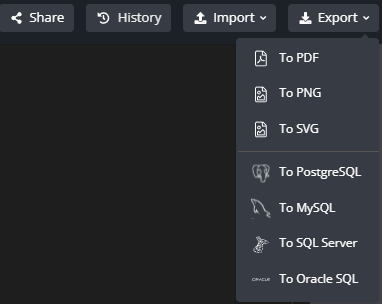 Share History Import Export
To PDF
To PNG
To SVG
To PostgreSQL
To MySQL
To SQL Server
ORACLE To Oracle SQL